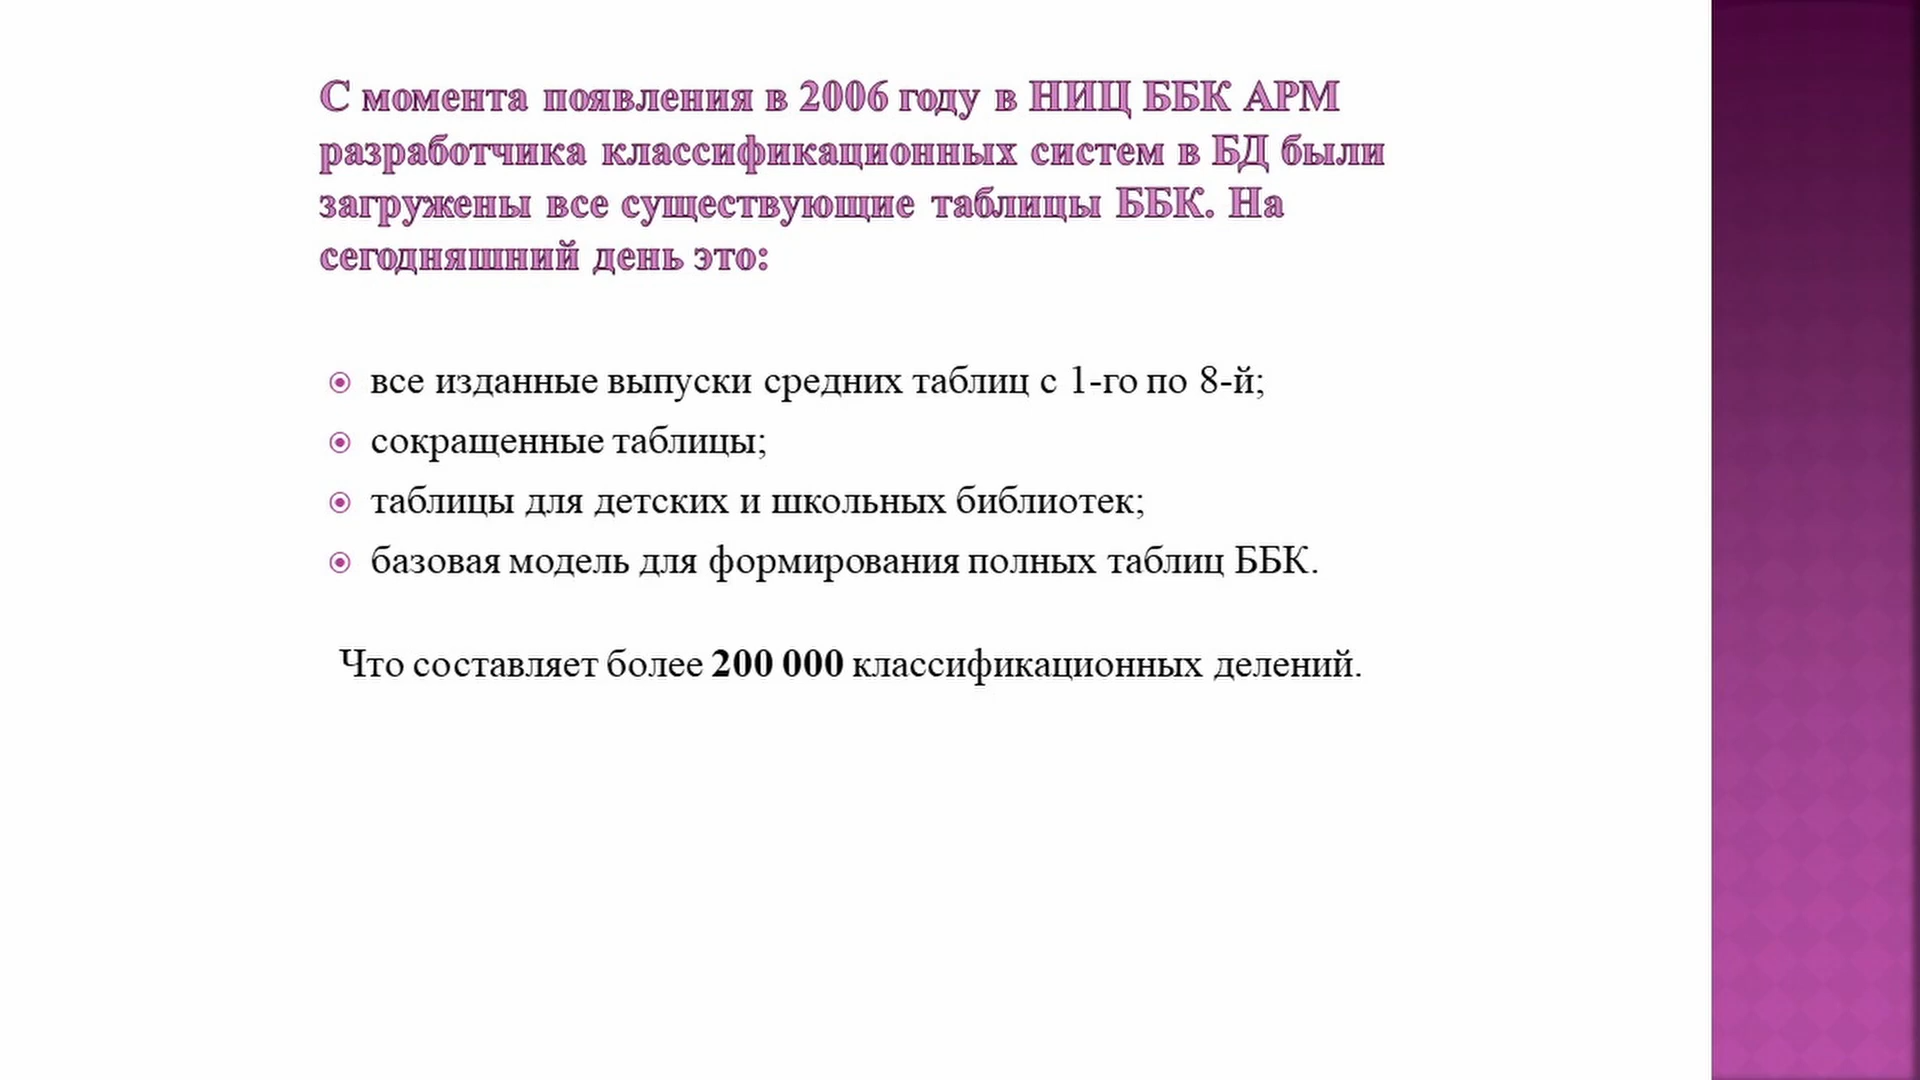 С момента появления в 2006 году в НИЦ ББК АРМ
разработчика классификационных систем в БД были
загружены все существующие таблицы ББК. На
сегодняшний день это:
все изданные выпуски средних таблиц с 1-го по 8-й;
сокращенные таблицы;
таблицы для детских и школьных библиотек;
базовая модель для формирования полных таблиц ББК.
Что составляет более 200 000 классификационных делений.